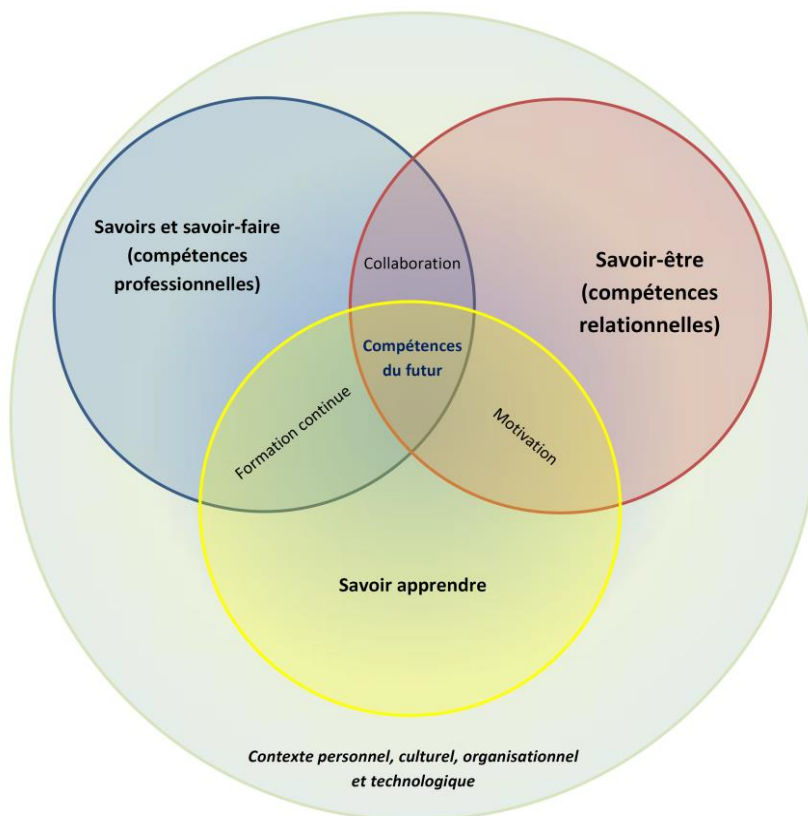 Savoirs et savoir-faire
(compétences
professionnelles)
Collaboration
Savoir-être
(compétences
relationnelles)
Compétences
du futur
Formation continue
Motivation
Savoir apprendre
Contexte personnel, culturel, organisationnel
et technologique